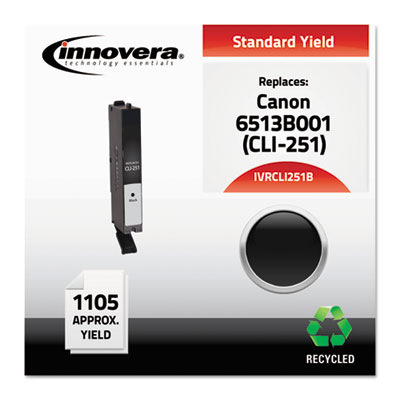 innovera
technology essentials
Standard Yield
Replaces:
Canon
6513B001
(CLI-251)
IVRCLI251B
CLI-251
Black
1105
APPROX.
YIELD
RECYCLED